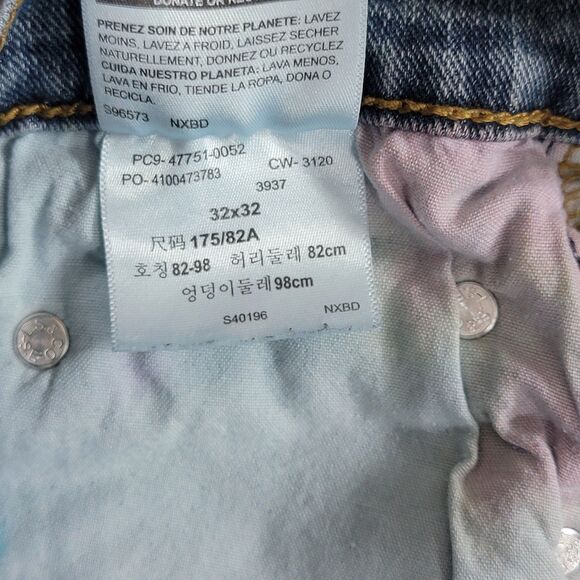 DONATE OR REC
PRENEZ SOIN DE NOTRE PLANETE: LAVEZ
MOINS, LAVEZ A FROID, LAISSEZ SECHER
NATURELLEMENT, DONNEZ OU RECYCLEZ
CUIDA NUESTRO PLANETA: LAVA MENOS,
LAVA EN FRIO, TIENDE LA ROPA, DONA O
RECICLA.
S96573 NXBD
PC9- 47751-0052 CW- 3120
PO- 4100473783 3937
32x32
尺码 175/82A
호칭 82-98 허리둘레 82cm
엉덩이둘레 98cm
S40196 NXBD